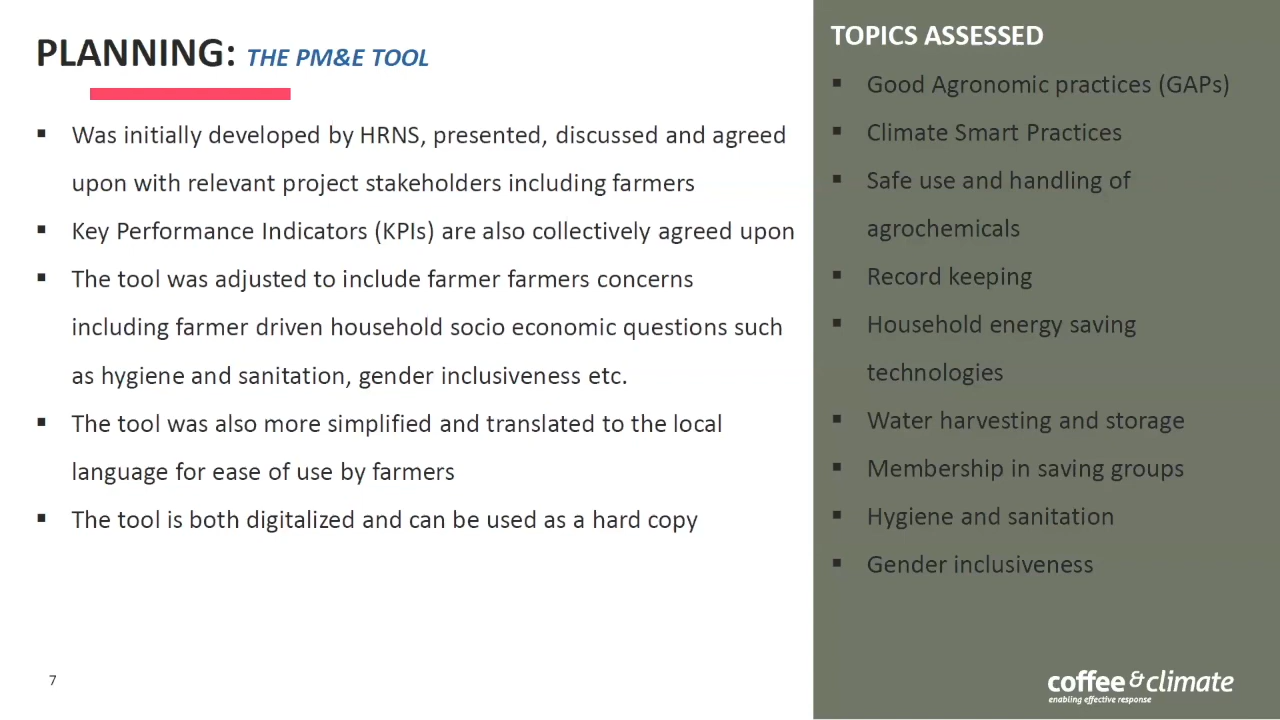 PLANNING: THE PM&E TOOL
▪ Was initially developed by HRNS, presented, discussed and agreed
upon with relevant project stakeholders including farmers
▪ Key Performance Indicators (KPIs) are also collectively agreed upon
▪ The tool was adjusted to include farmer farmers concerns
including farmer driven household socio economic questions such
as hygiene and sanitation, gender inclusiveness etc.
▪ The tool was also more simplified and translated to the local
language for ease of use by farmers
▪ The tool is both digitalized and can be used as a hard copy
7
TOPICS ASSESSED
▪ Good Agronomic practices (GAPs)
▪ Climate Smart Practices
▪ Safe use and handling of
agrochemicals
▪ Record keeping
▪ Household energy saving
technologies
▪ Water harvesting and storage
▪ Membership in saving groups
▪ Hygiene and sanitation
▪ Gender inclusiveness
coffee&climate
enabling effective response